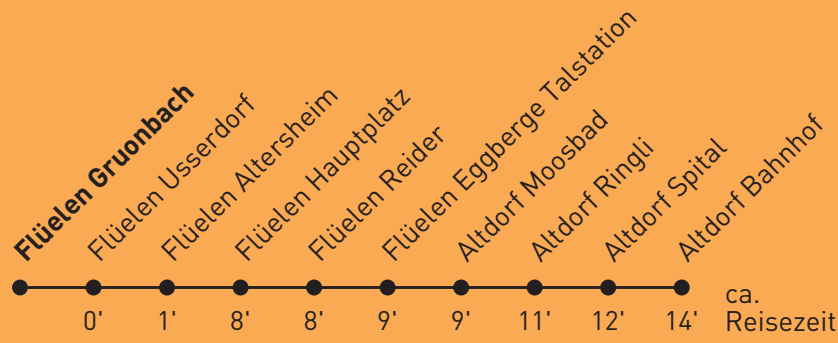 Flüelen Gruonbach
Flüelen Usserdorf
Flüelen Altersheim
Flüelen Hauptplatz
Flüelen Reider
Flüelen Eggberge Talstation
Altdorf Moosbad
Altdorf Ringli
Altdorf Spital
Altdorf Bahnhof
0' 1' 8' 8' 9' 9' 11' 12' 14'
ca.
Reisezeit